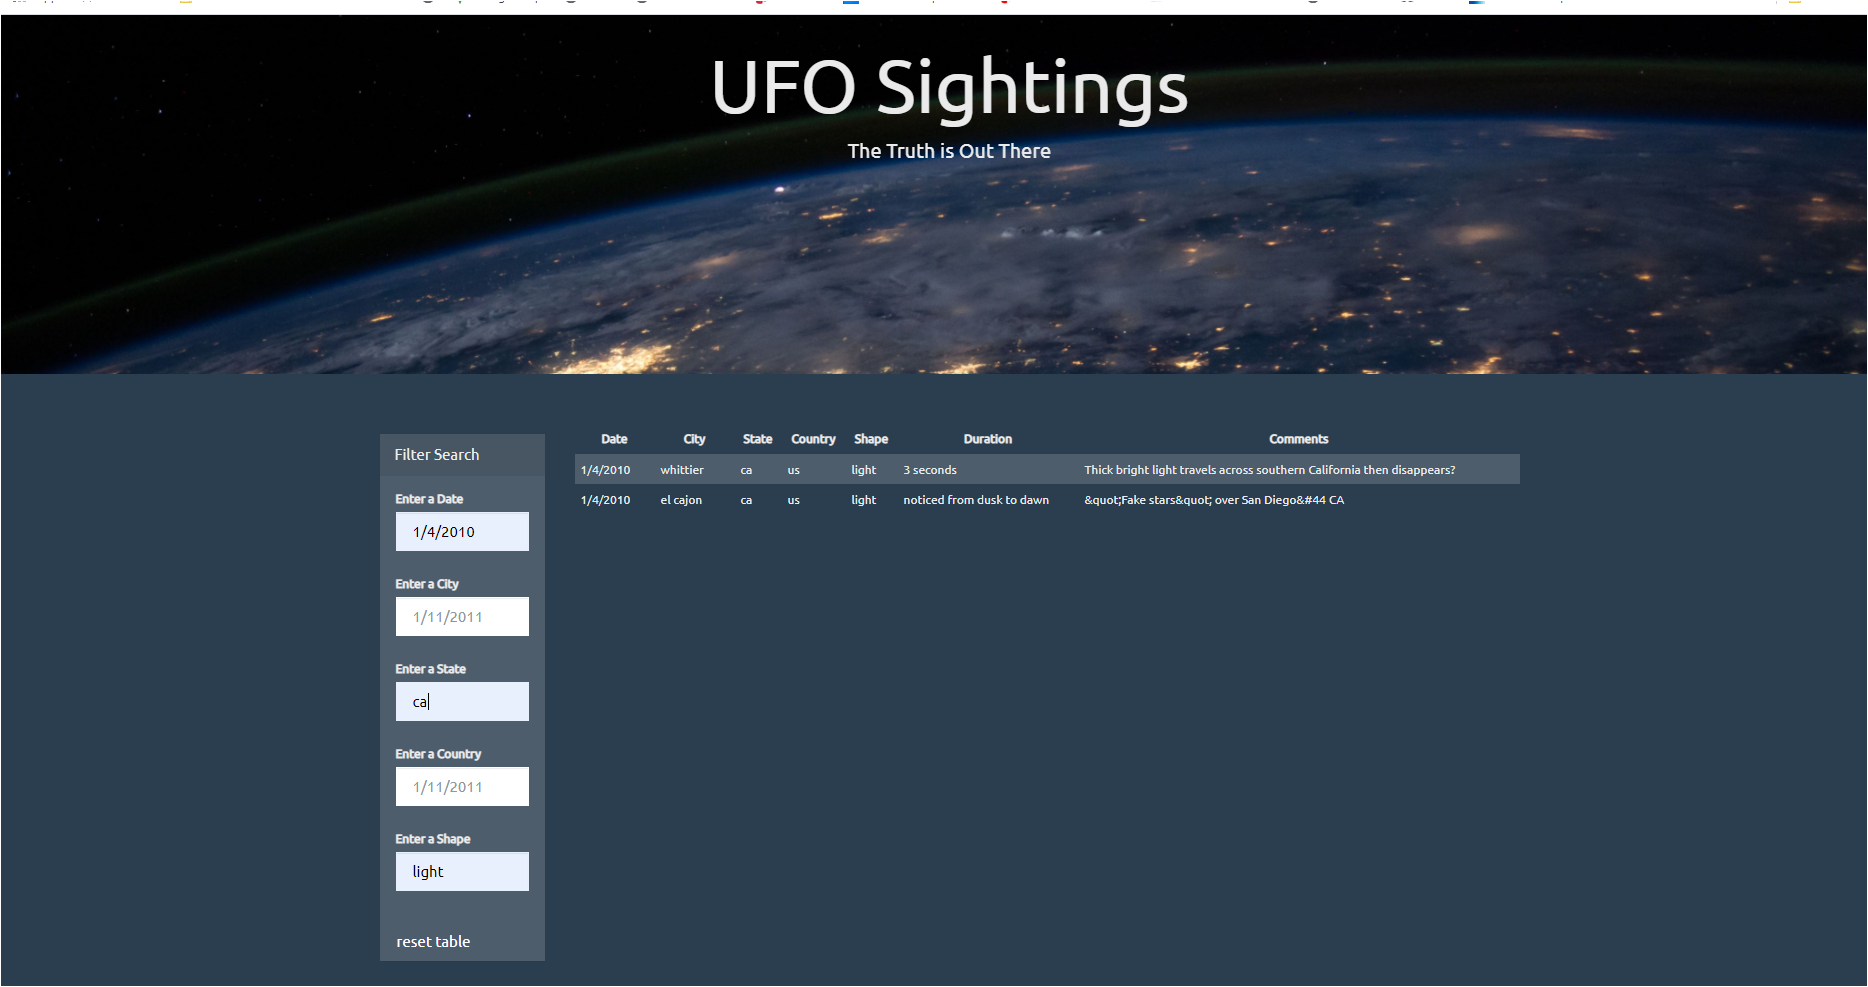 UFO Sightings
The Truth is Out There
Filter Search
Enter a Date
1/4/2010
Enter a City
1/11/2011
Enter a State
ca
Enter a Country
1/11/2011
Enter a Shape
light
reset table
Date City State Country Shape Duration Comments
1/4/2010 whittier ca us light 3 seconds Thick bright light travels across southern California then disappears?
1/4/2010 el cajon ca us light noticed from dusk to dawn &quot;Fake stars&quot; over San Diego&#44 CA